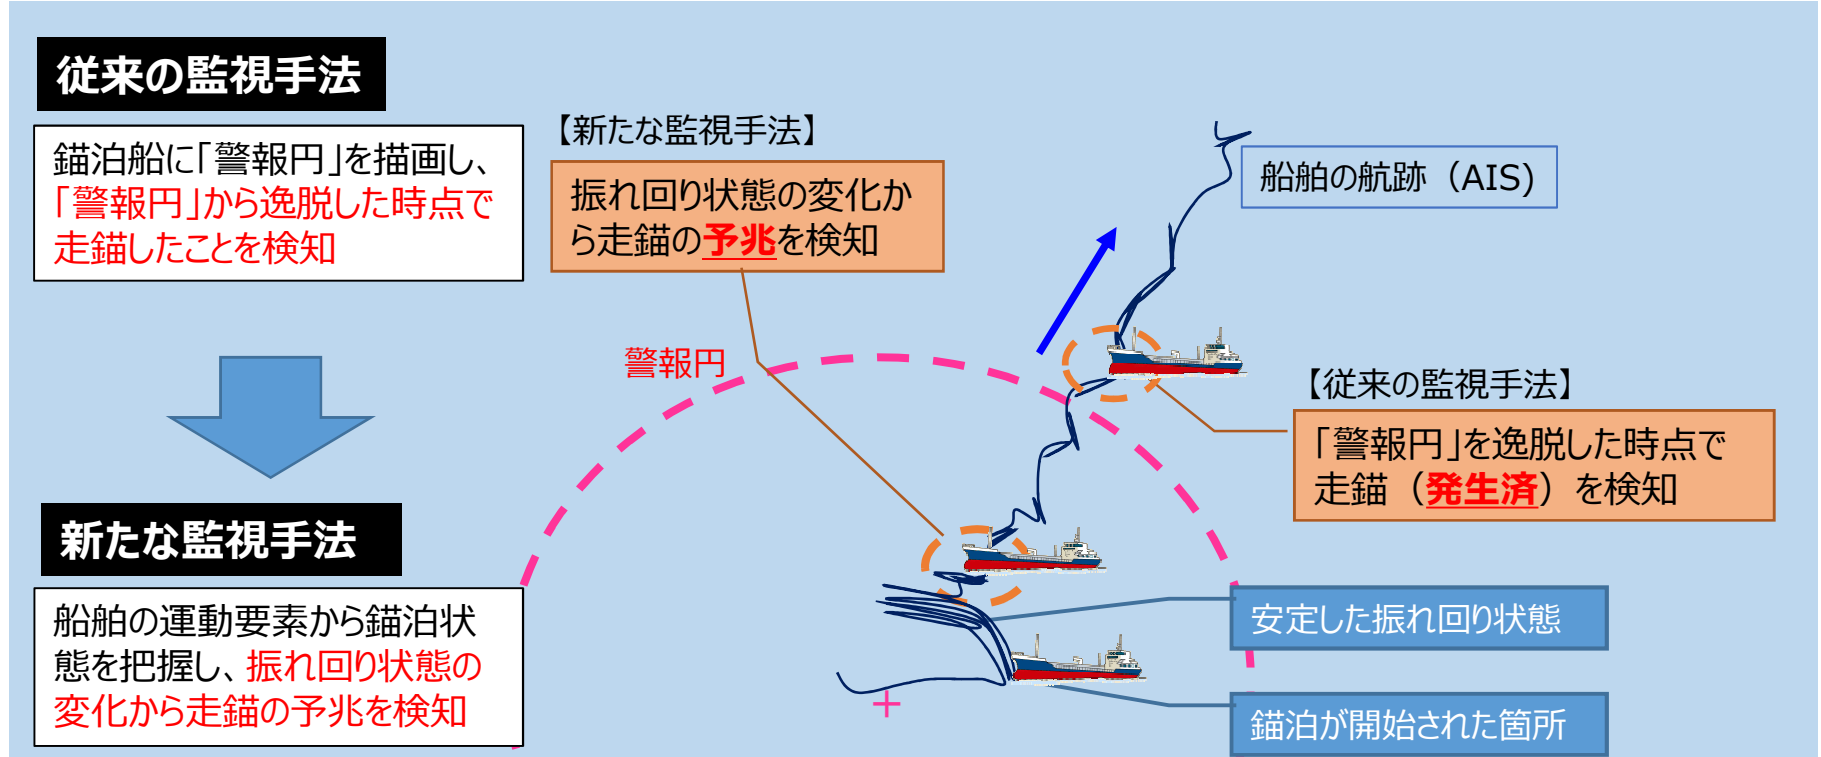 従来の監視手法
錨泊船に「警報円」を描画し、
「警報円」から逸脱した時点で
走錨したことを検知
新たな監視手法
船舶の運動要素から錨泊状
態を把握し、振れ回り状態の
変化から走錨の予兆を検知
【新たな監視手法】
振れ回り状態の変化か
ら走錨の予兆を検知
警報円
船舶の航跡（AIS)
【従来の監視手法】
「警報円」を逸脱した時点で
走錨（発生済）を検知
安定した振れ回り状態
錨泊が開始された箇所